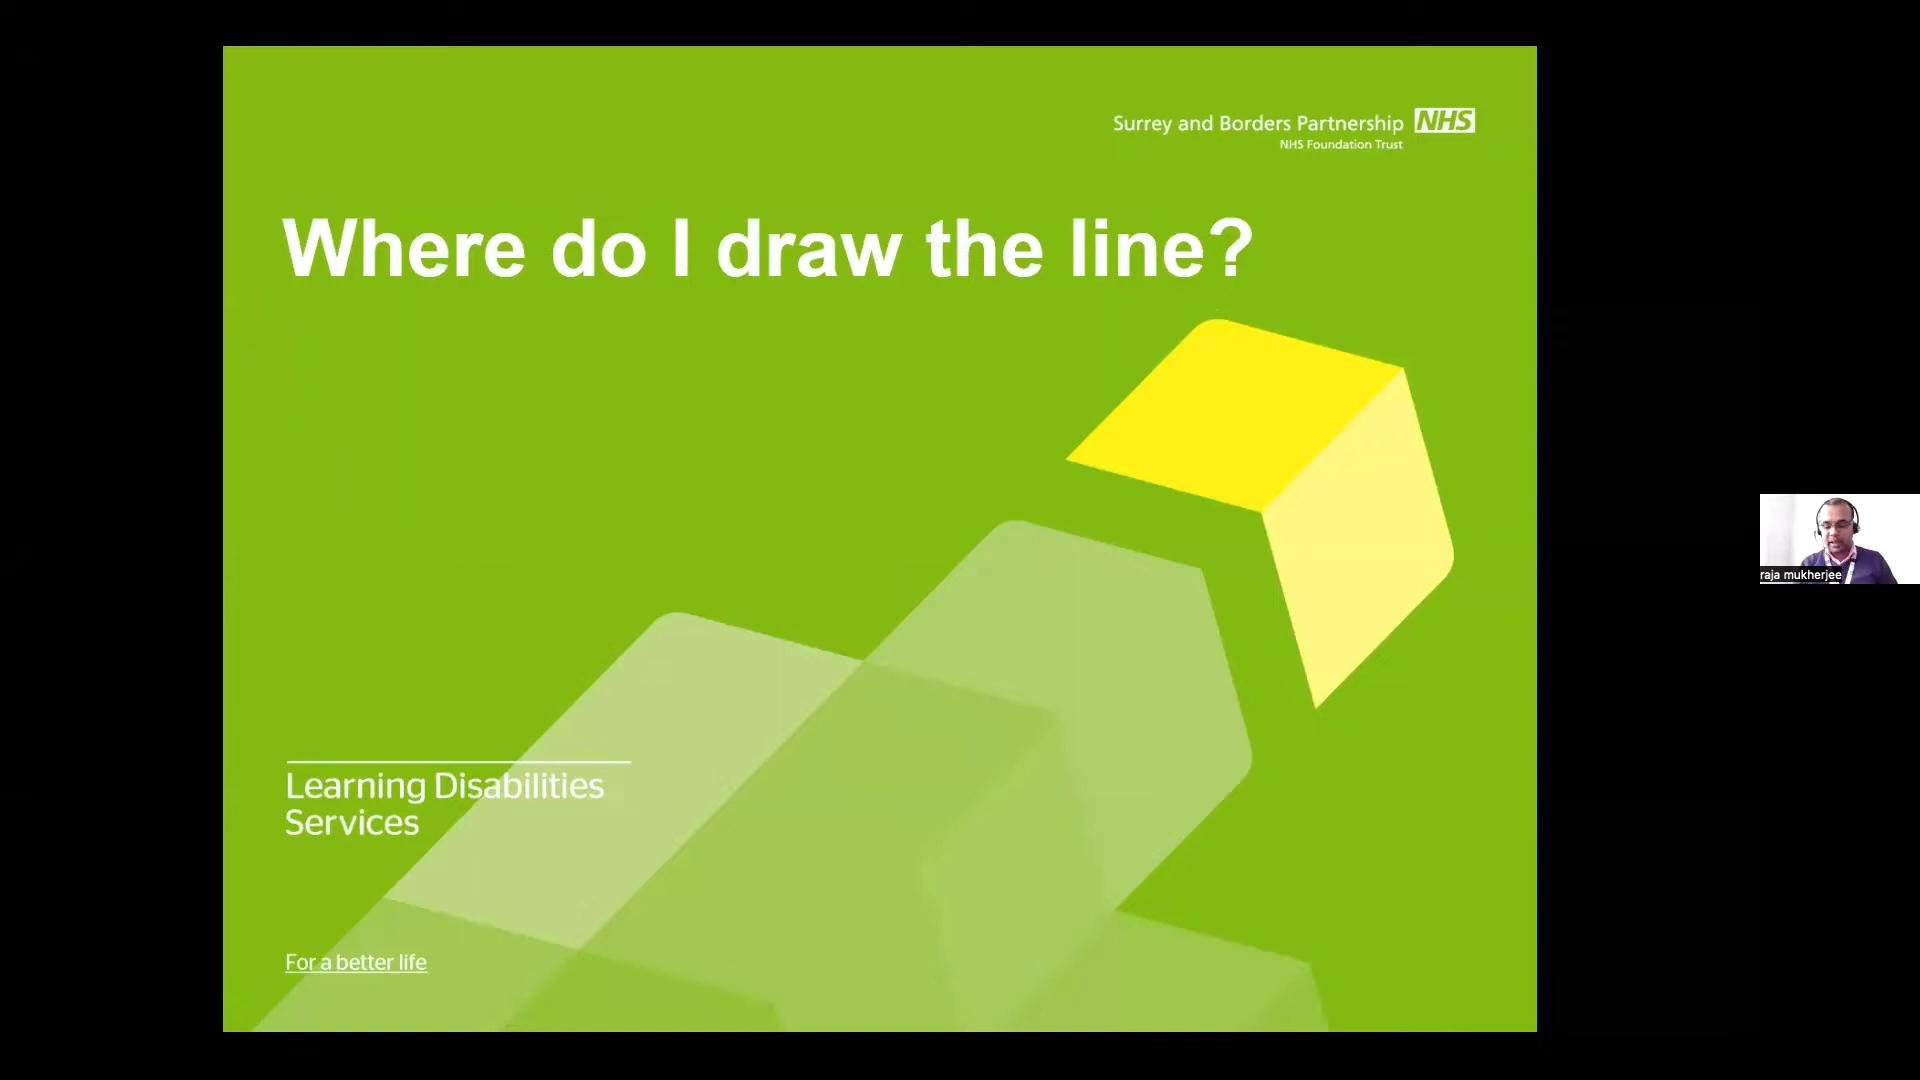 Surrey and Borders Partnership NHS
NHS Foundation Trust
Where do I draw the line?
raja mukherjee
Learning Disabilities
Services
For a better life